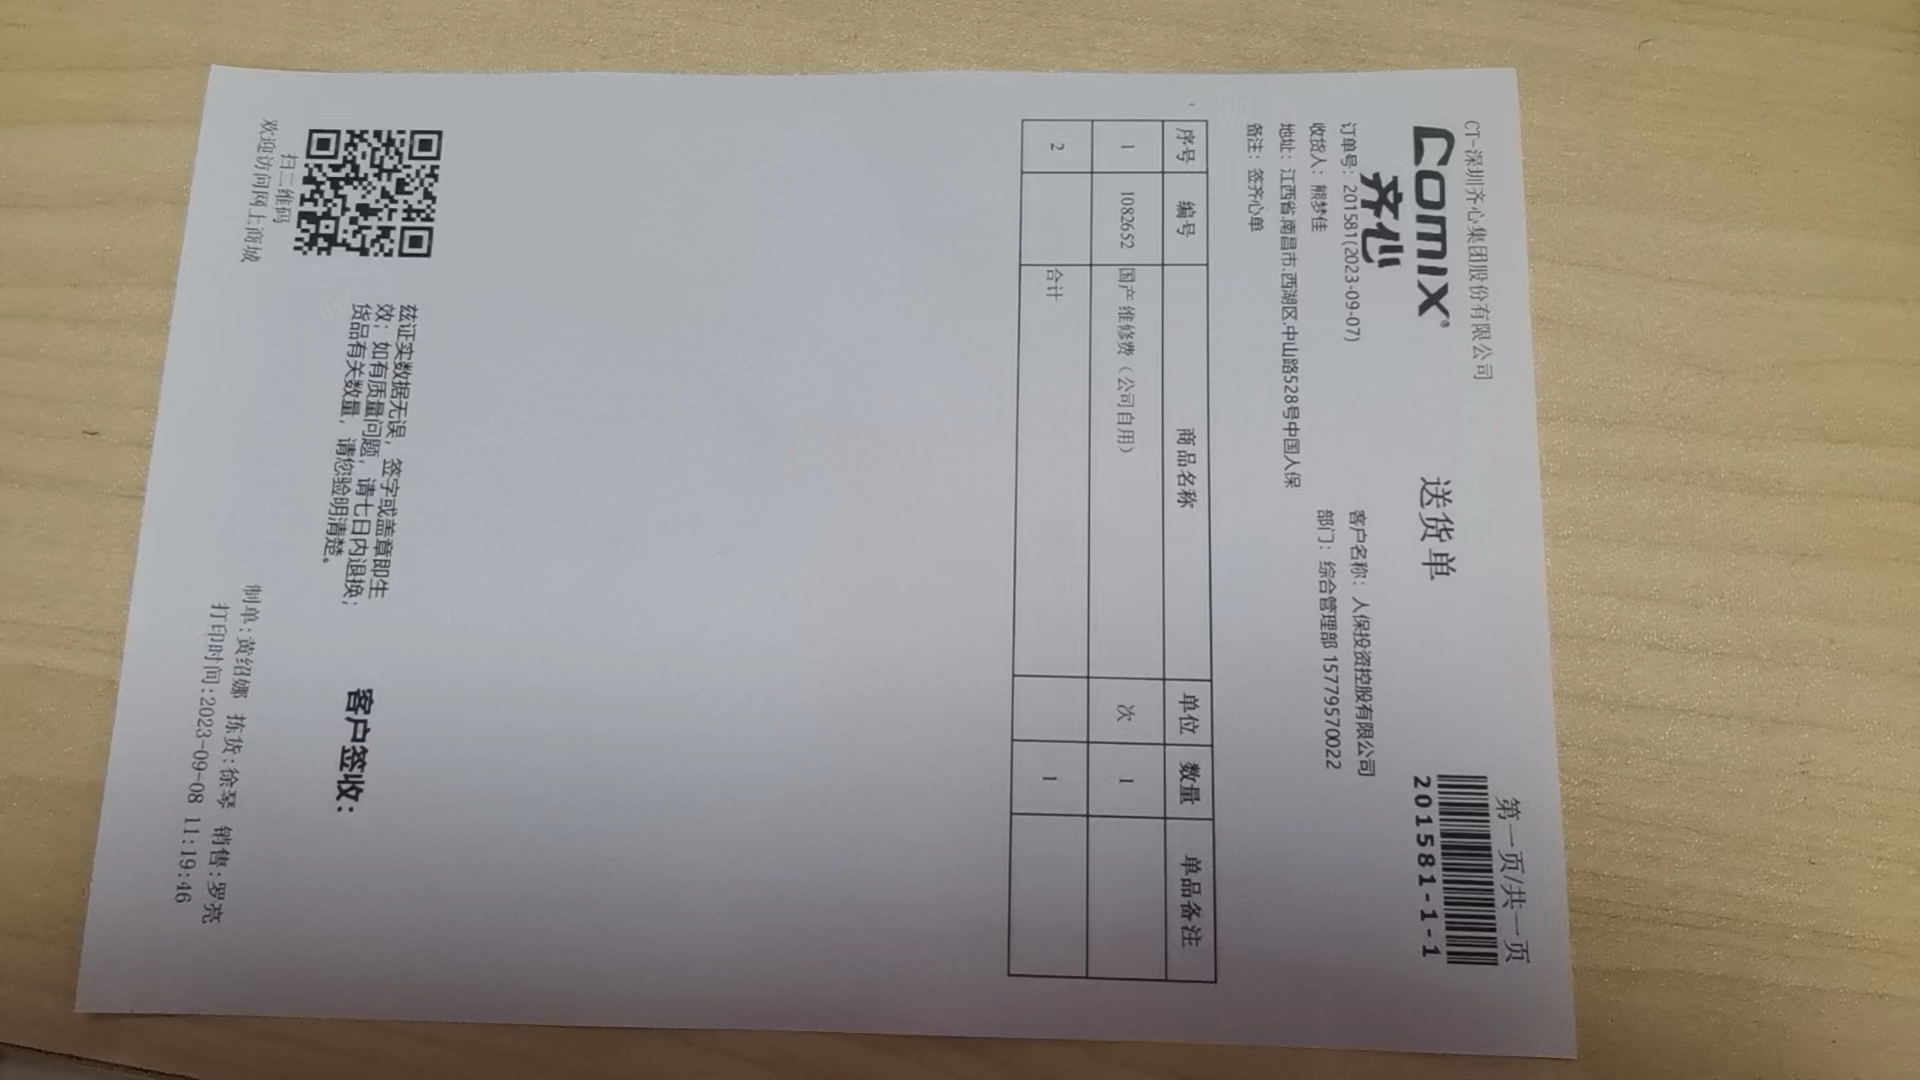 CT-深圳齐心集团股份有限公司
第一页/共一页
COMIX®
齐心
送货单
201581-1-1
订单号：201581(2023-09-07)
客户名称：人保投资控股有限公司
收货人：熊梦佳
部门：综合管理部 15779570022
地址：江西省.南昌市.西湖区.中山路528号中国人保
备注：签齐心单
序号 编号 商品名称 单位 数量 单品备注
1 1082652 国产维修费（公司自用） 次 1
2 合计 1
兹证实数据无误，签字或盖章即生
效；如有质量问题，请七日内退换；
货品有关数量，请您验明清楚。
客户签收：
扫二维码
欢迎访问网上商城
制单:黄绍娜 拣货:徐琴 销售:罗亮
打印时间:2023-09-08 11:19:46